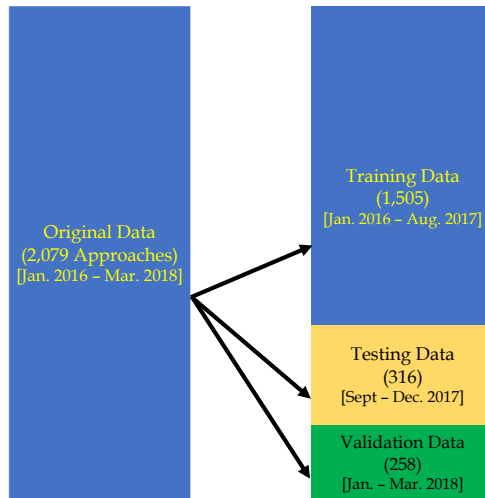 Original Data
(2,079 Approaches)
[Jan. 2016 – Mar. 2018]
Training Data
(1,505)
[Jan. 2016 – Aug. 2017]
Testing Data
(316)
[Sept – Dec. 2017]
Validation Data
(258)
[Jan. – Mar. 2018]